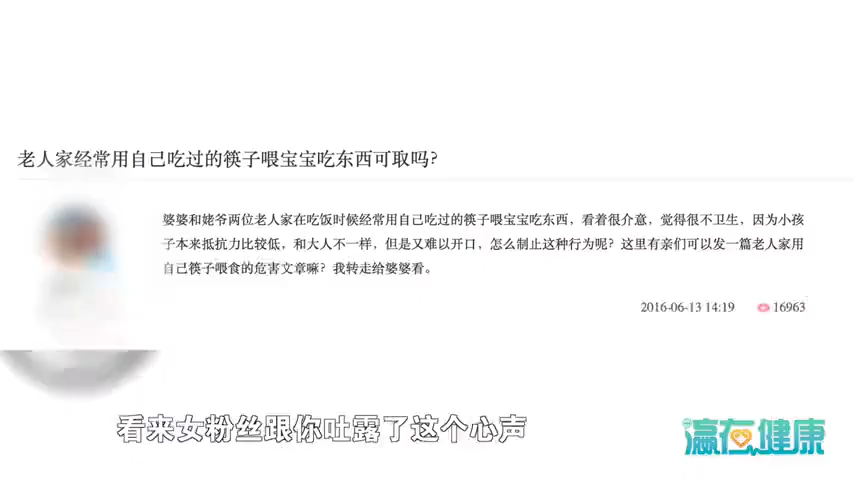 老人家经常用自己吃过的筷子喂宝宝吃东西可取吗?
婆婆和姥爷两位老人家在吃饭时候经常用自己吃过的筷子喂宝宝吃东西，看着很介意，觉得很不卫生，因为小孩
子本来抵抗力比较低，和大人不一样，但是又难以开口，怎么制止这种行为呢？这里有亲们可以发一篇老人家用
自己筷子喂食的危害文章嘛？我转走给婆婆看。
2016-06-13 14:19 16963
看来女粉丝跟你吐露了这个心声
赢在健康